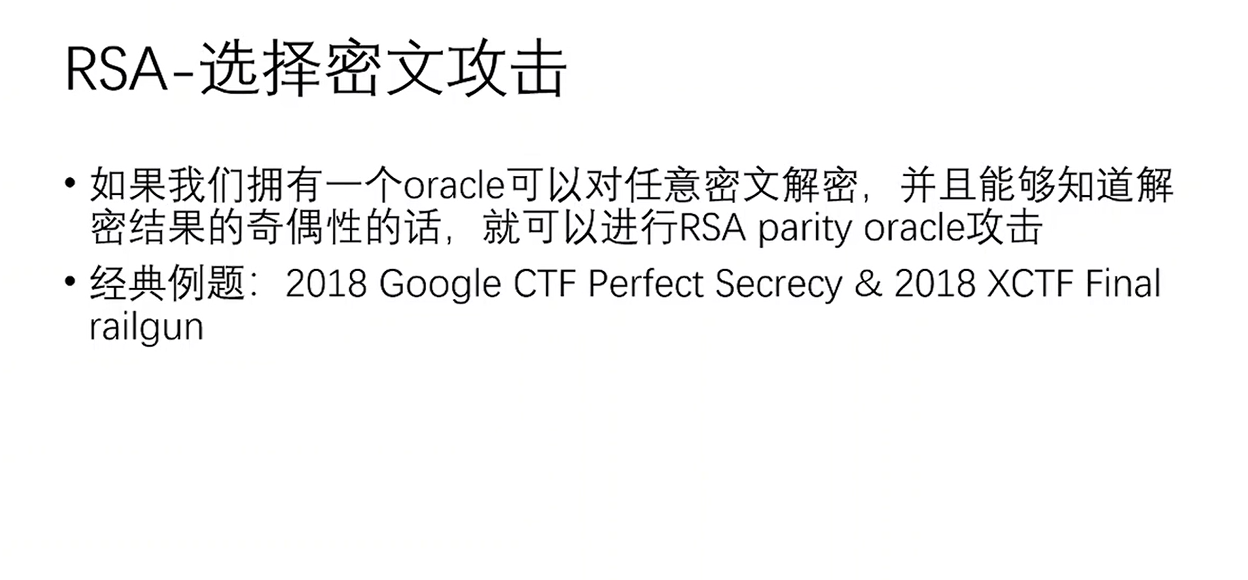 RSA-选择密文攻击
• 如果我们拥有一个oracle可以对任意密文解密，并且能够知道解
密结果的奇偶性的话，就可以进行RSA parity oracle攻击
• 经典例题：2018 Google CTF Perfect Secrecy & 2018 XCTF Final
railgun